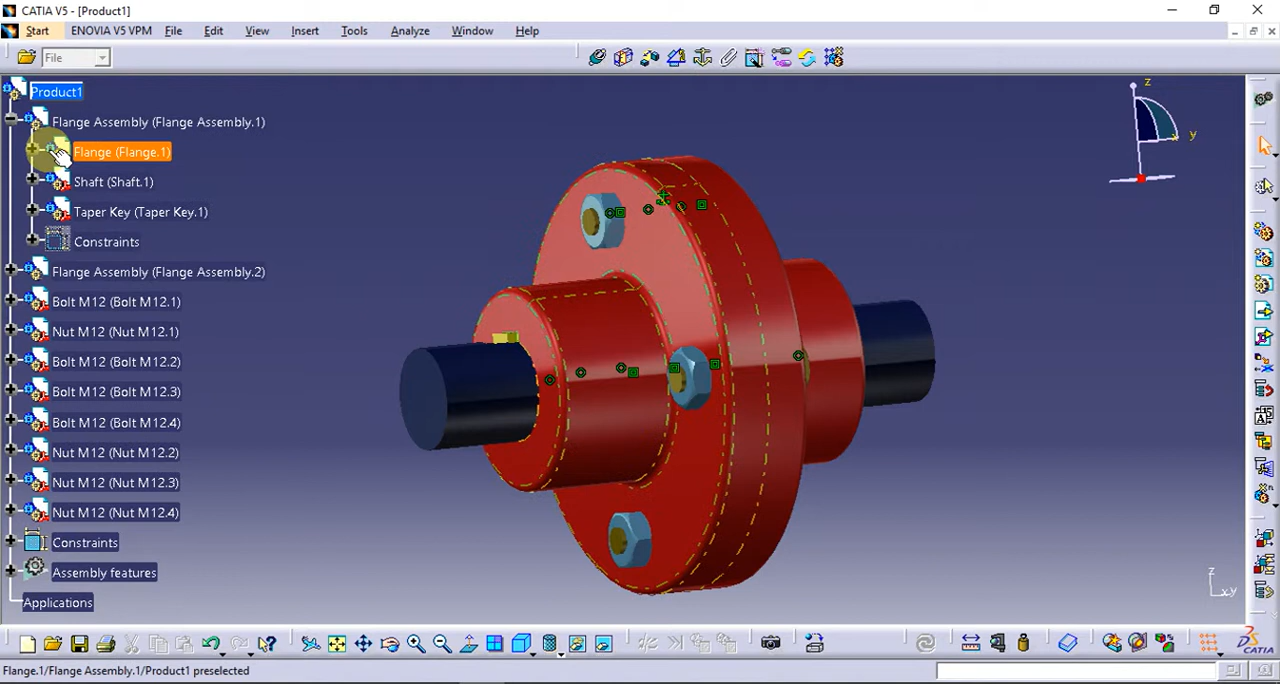 CATIA V5 - [Product1]
Start ENOVIA V5 VPM File Edit View Insert Tools Analyze Window Help
File
Product1
Flange Assembly (Flange Assembly.1)
Flange (Flange.1)
Shaft (Shaft.1)
Taper Key (Taper Key.1)
Constraints
Flange Assembly (Flange Assembly.2)
Bolt M12 (Bolt M12.1)
Nut M12 (Nut M12.1)
Bolt M12 (Bolt M12.2)
Bolt M12 (Bolt M12.3)
Bolt M12 (Bolt M12.4)
Nut M12 (Nut M12.2)
Nut M12 (Nut M12.3)
Nut M12 (Nut M12.4)
Constraints
Assembly features
Applications
z
y
x
z
x y
CATIA
Flange.1/Flange Assembly.1/Product1 preselected